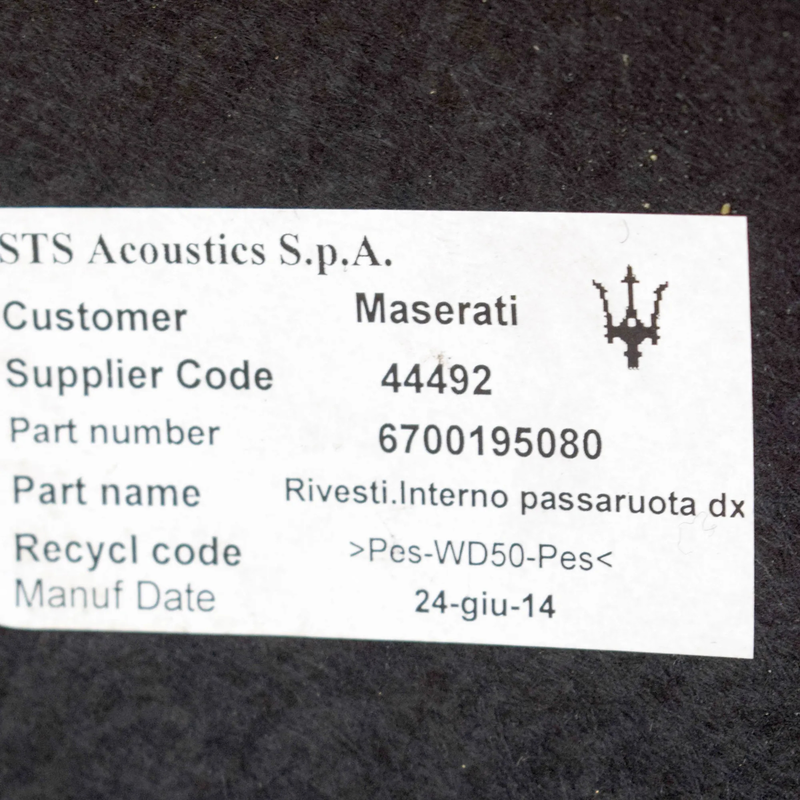 STS Acoustics S.p.A.
Customer Maserati
Supplier Code 44492
Part number 6700195080
Part name Rivesti.Interno passaruota dx
Recycl code >Pes-WD50-Pes<
Manuf Date 24-giu-14